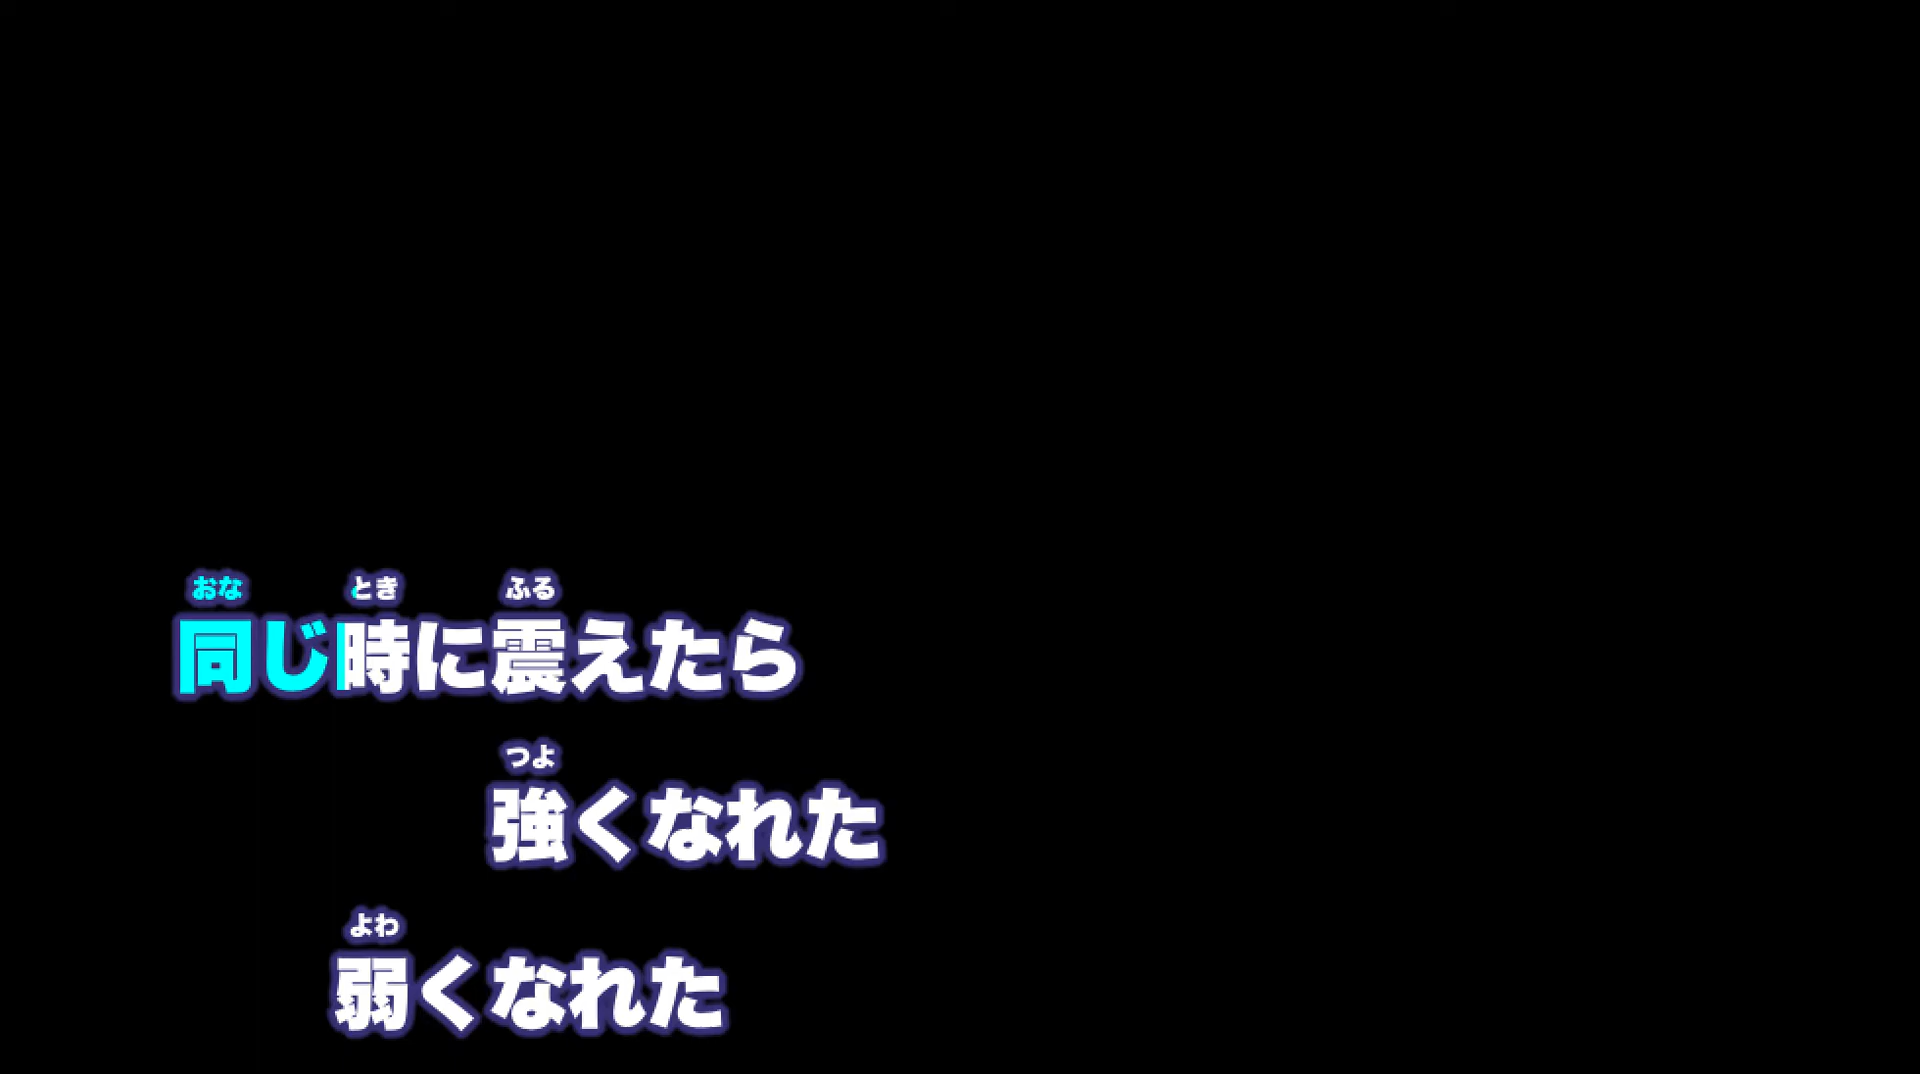 おな とき ふる
同じ時に震えたら
つよ
強くなれた
よわ
弱くなれた